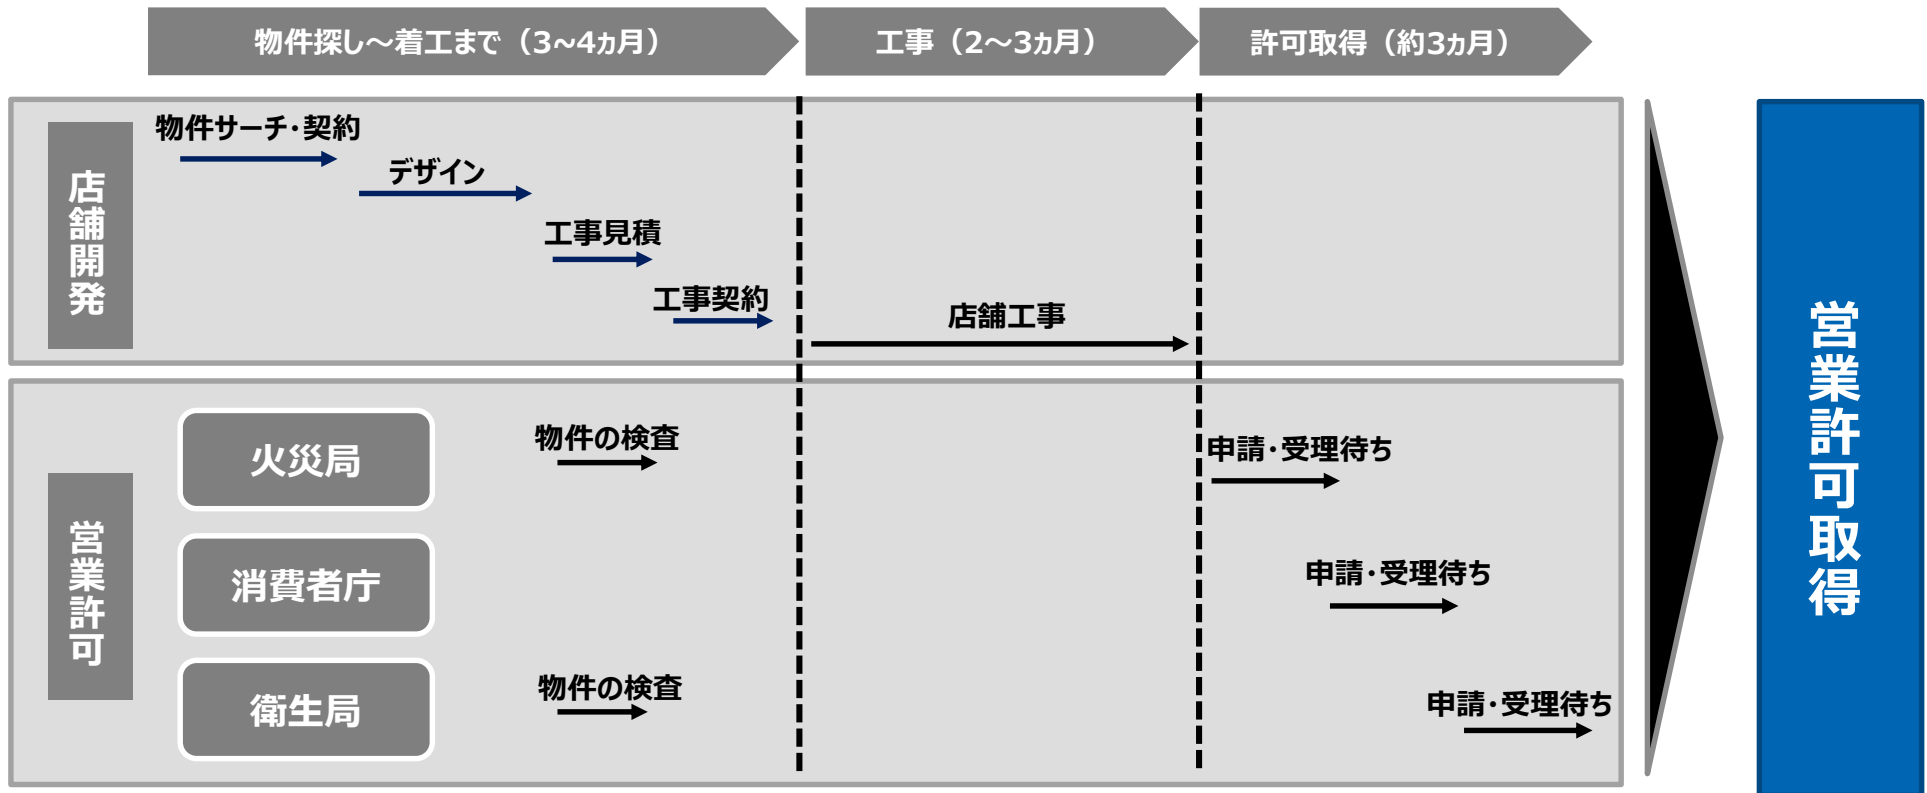 物件探し～着工まで（3~4ヵ月）
工事（2～3ヵ月）
許可取得（約3ヵ月）
店舗開発
物件サーチ・契約
デザイン
工事見積
工事契約
店舗工事
営業許可
火災局
物件の検査
申請・受理待ち
消費者庁
申請・受理待ち
衛生局
物件の検査
申請・受理待ち
営業許可取得